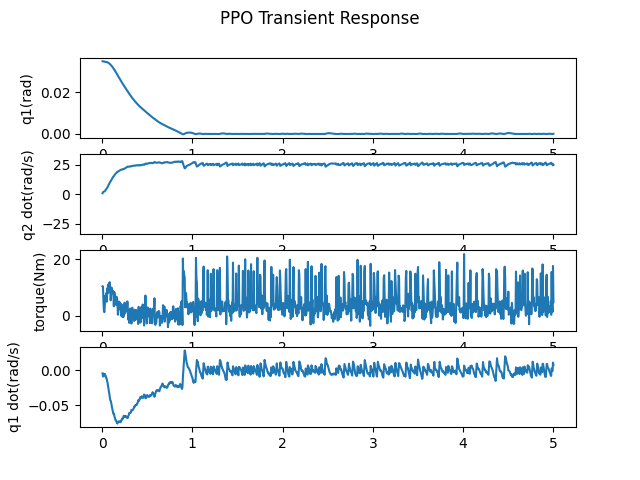 PPO Transient Response
q1(rad)
0.02
0.00
0 1 2 3 4 5
q2 dot(rad/s)
25
0
−25
0 1 2 3 4 5
torque(Nm)
20
0
0 1 2 3 4 5
q1 dot(rad/s)
0.00
−0.05
0 1 2 3 4 5